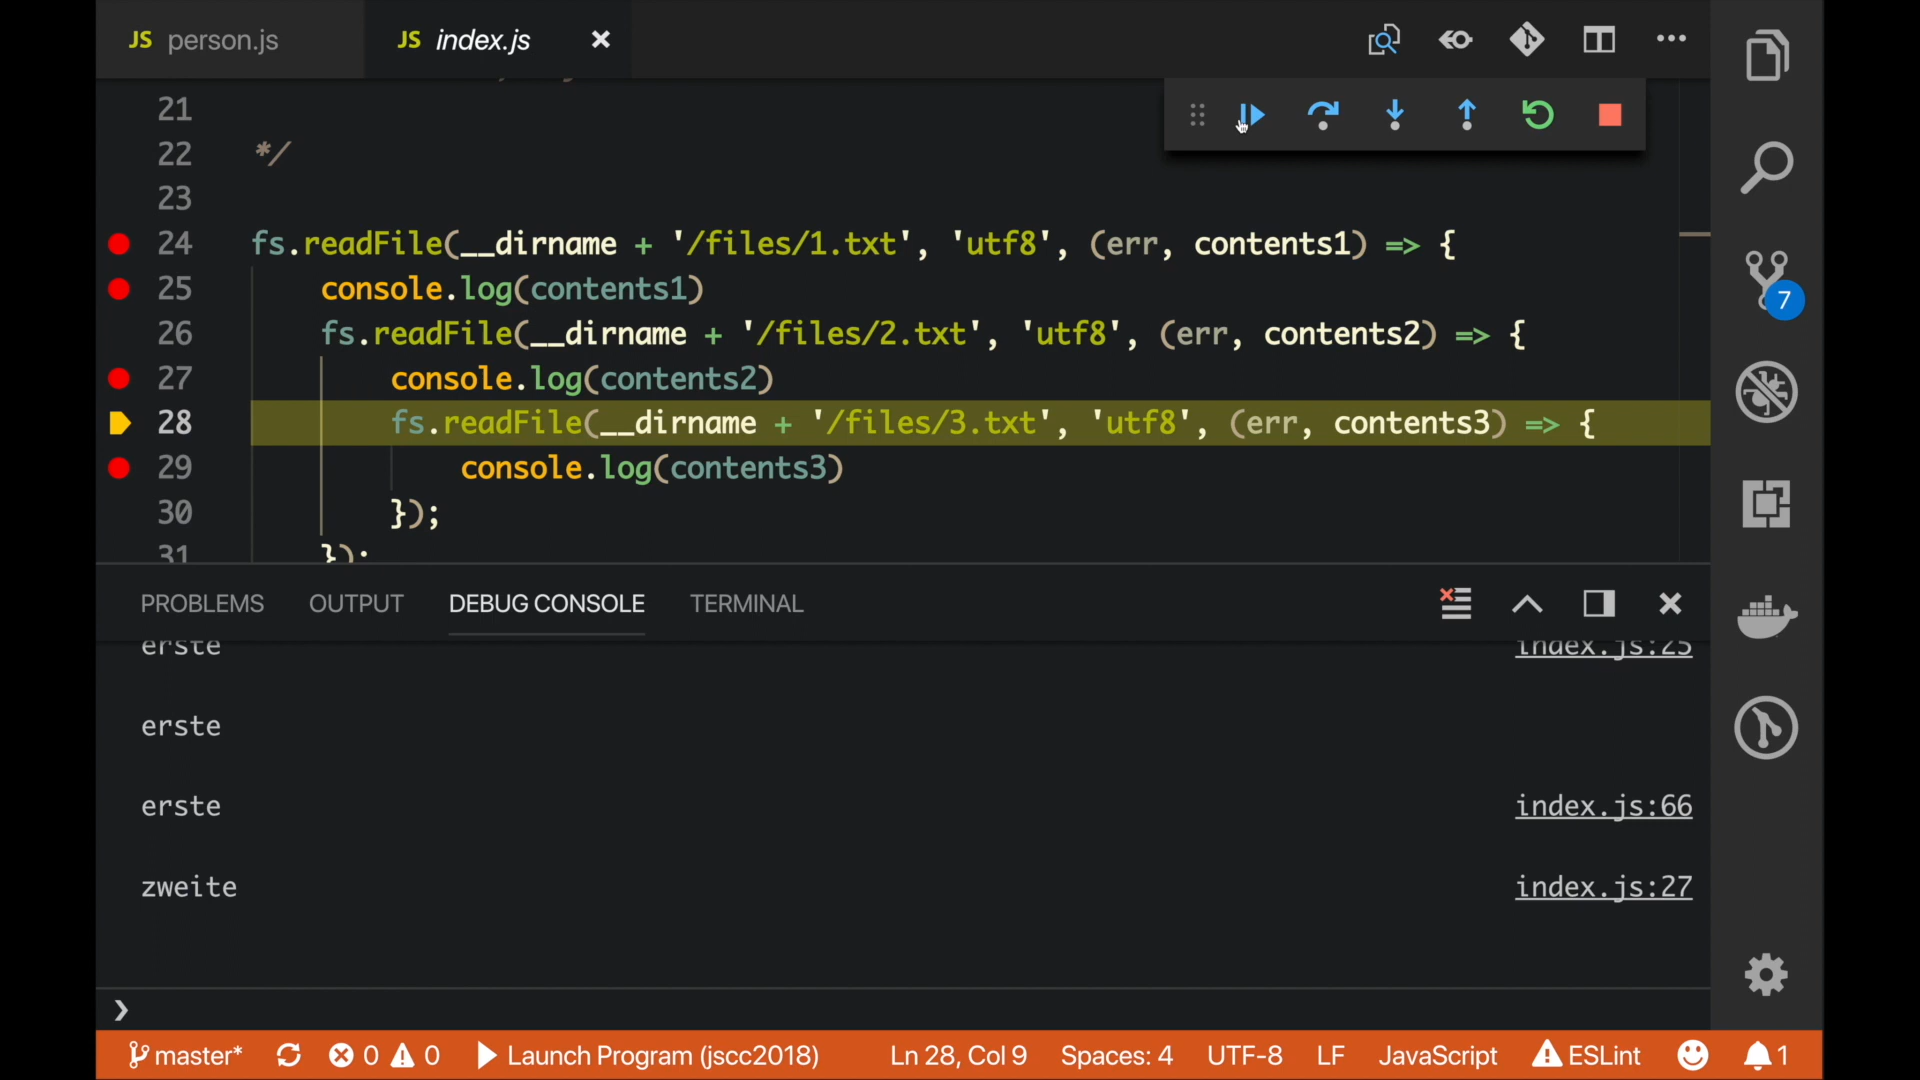 JS person.js JS index.js
21
22 */
23
24 fs.readFile(__dirname + '/files/1.txt', 'utf8', (err, contents1) => {
25 console.log(contents1)
26 fs.readFile(__dirname + '/files/2.txt', 'utf8', (err, contents2) => {
27 console.log(contents2)
28 fs.readFile(__dirname + '/files/3.txt', 'utf8', (err, contents3) => {
29 console.log(contents3)
30 });
31 });
7
PROBLEMS OUTPUT DEBUG CONSOLE TERMINAL
erste index.js:25
erste
erste index.js:66
zweite index.js:27
master* 0 0 Launch Program (jscc2018) Ln 28, Col 9 Spaces: 4 UTF-8 LF JavaScript ESLint 1